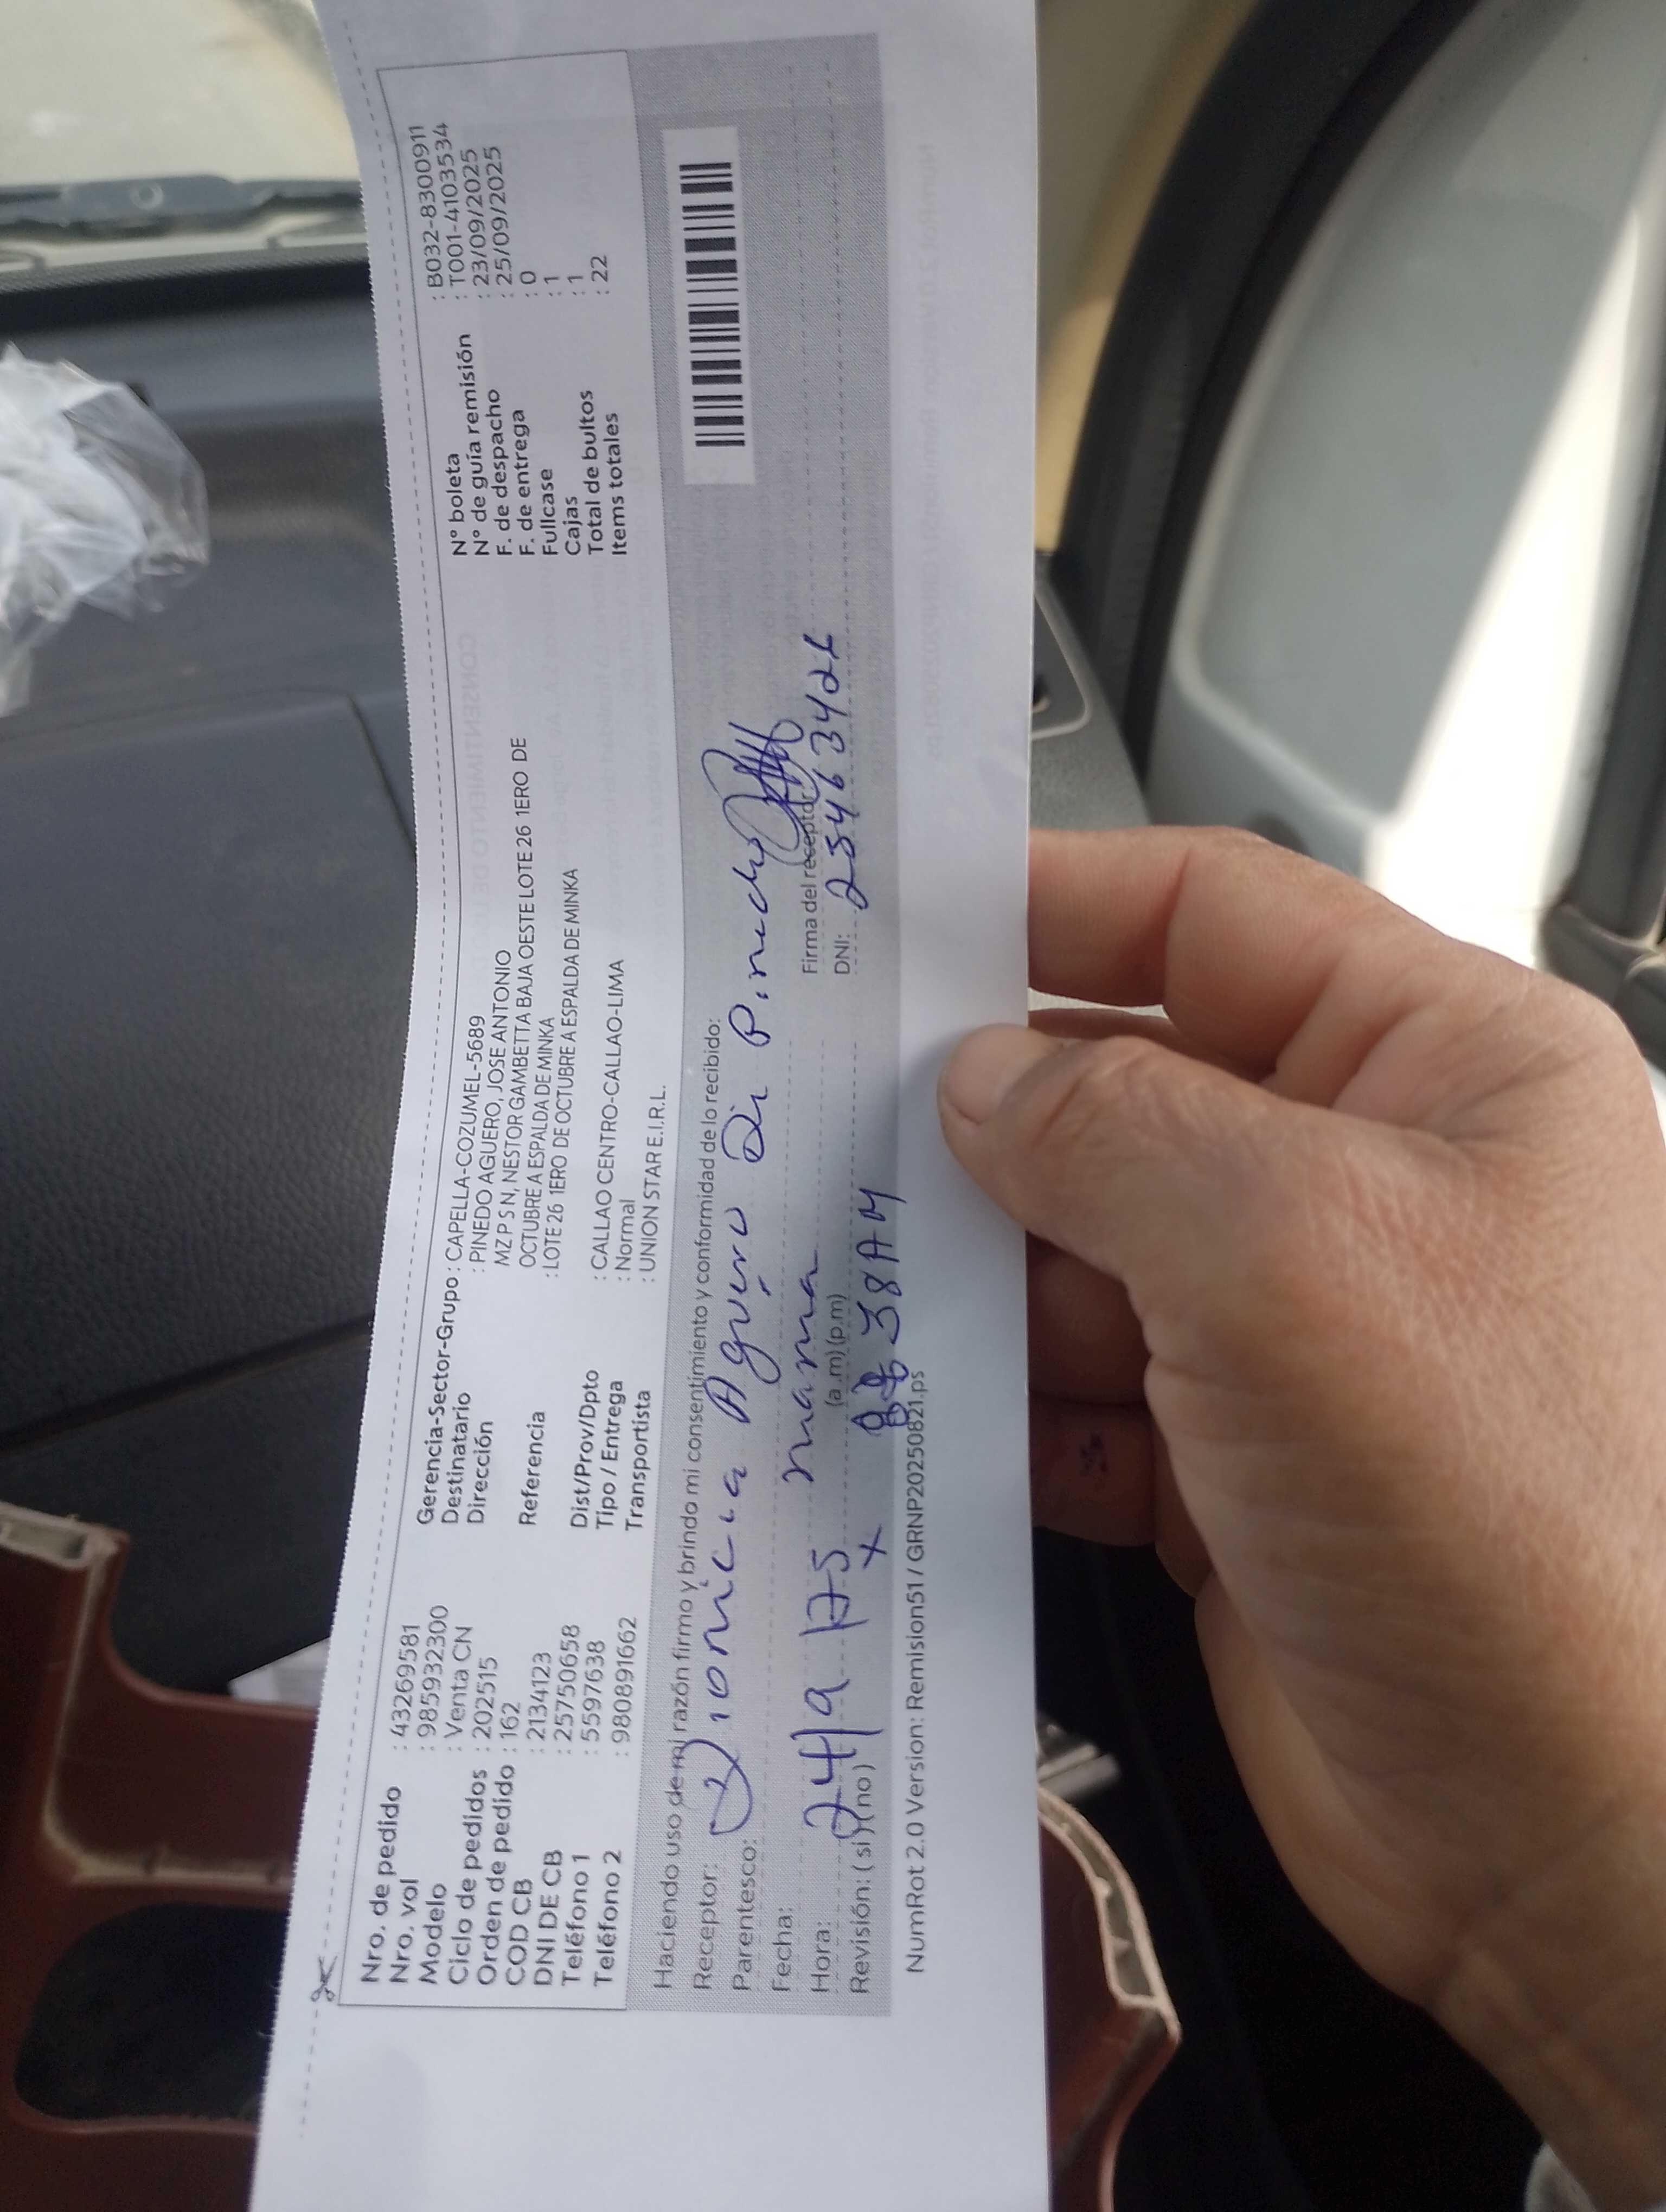 Nro. de pedido : 43269581
Nro. vol : 985932300
Modelo : Venta CN
Ciclo de pedidos : 202515
Orden de pedido : 162
COD CB : 2134123
DNI DE CB : 25750658
Teléfono 1 : 5597638
Teléfono 2 : 980891662
Gerencia-Sector-Grupo : CAPELLA-COZUMEL-5689
Destinatario : PINEDO AGUERO, JOSE ANTONIO
Dirección MZ P S N, NESTOR GAMBETTA BAJA OESTE LOTE 26 1ERO DE
OCTUBRE A ESPALDA DE MINKA
Referencia : LOTE 26 1ERO DE OCTUBRE A ESPALDA DE MINKA
Dist/Prov/Dpto : CALLAO CENTRO-CALLAO-LIMA
Tipo / Entrega : Normal
Transportista : UNION STAR E.I.R.L.
N° boleta : B032-8300911
N° de guía remisión : T001-4103534
F. de despacho : 23/09/2025
F. de entrega : 25/09/2025
Fullcase : 0
Cajas : 1
Total de bultos : 1
Items totales : 22
Haciendo uso de mi razón firmo y brindo mi consentimiento y conformidad de lo recibido:
Receptor: Dionicia Aguero Di Pinedo
Parentesco: mama
Fecha: 24/9
Hora: (a.m) (p.m) 38 AM
Revisión: (si) (no) x
Firma del receptor:
DNI: 2546342
NumRot 2.0 Version: Remision51 / GRNP20250821.ps